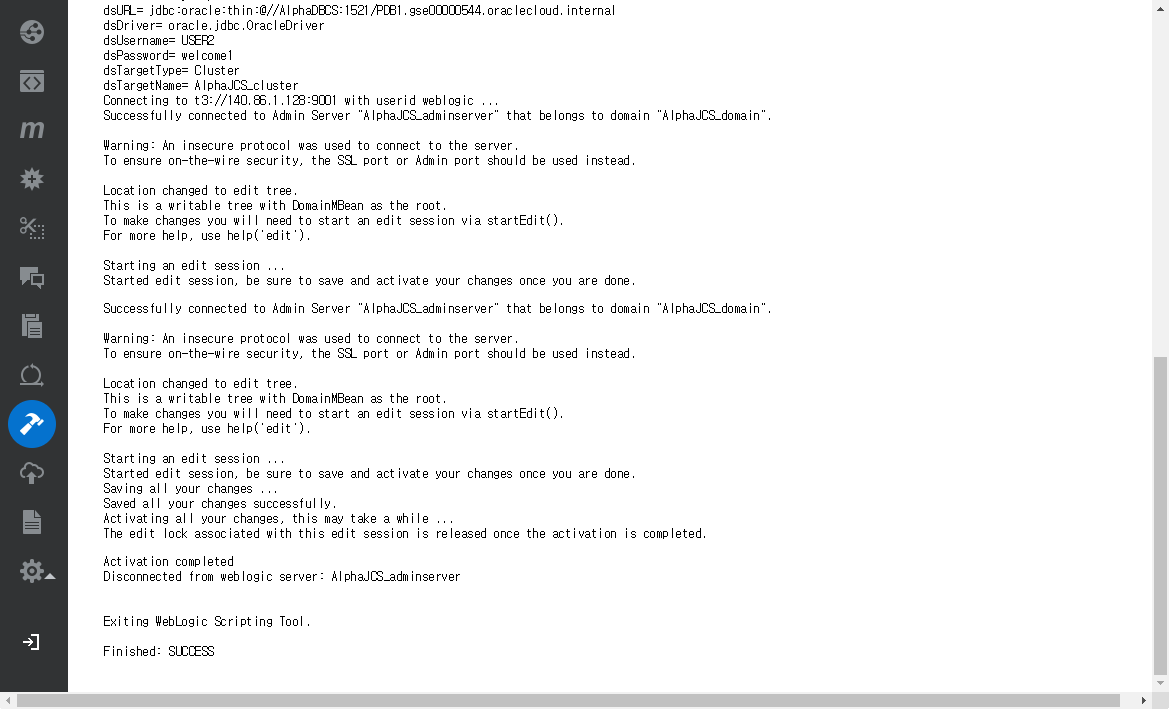 dsURL= jdbc:oracle:thin:@//AlphaDBCS:1521/PDB1.gse00000544.oraclecloud.internal
dsDriver= oracle.jdbc.OracleDriver
dsUsername= USER2
dsPassword= welcome1
dsTargetType= Cluster
dsTargetName= AlphaJCS_cluster
Connecting to t3://140.86.1.128:9001 with userid weblogic ...
Successfully connected to Admin Server "AlphaJCS_adminserver" that belongs to domain "AlphaJCS_domain".
Warning: An insecure protocol was used to connect to the server.
To ensure on-the-wire security, the SSL port or Admin port should be used instead.
Location changed to edit tree.
This is a writable tree with DomainMBean as the root.
To make changes you will need to start an edit session via startEdit().
For more help, use help('edit').
Starting an edit session ...
Started edit session, be sure to save and activate your changes once you are done.
Successfully connected to Admin Server "AlphaJCS_adminserver" that belongs to domain "AlphaJCS_domain".
Warning: An insecure protocol was used to connect to the server.
To ensure on-the-wire security, the SSL port or Admin port should be used instead.
Location changed to edit tree.
This is a writable tree with DomainMBean as the root.
To make changes you will need to start an edit session via startEdit().
For more help, use help('edit').
Starting an edit session ...
Started edit session, be sure to save and activate your changes once you are done.
Saving all your changes ...
Saved all your changes successfully.
Activating all your changes, this may take a while ...
The edit lock associated with this edit session is released once the activation is completed.
Activation completed
Disconnected from weblogic server: AlphaJCS_adminserver
Exiting WebLogic Scripting Tool.
Finished: SUCCESS
m